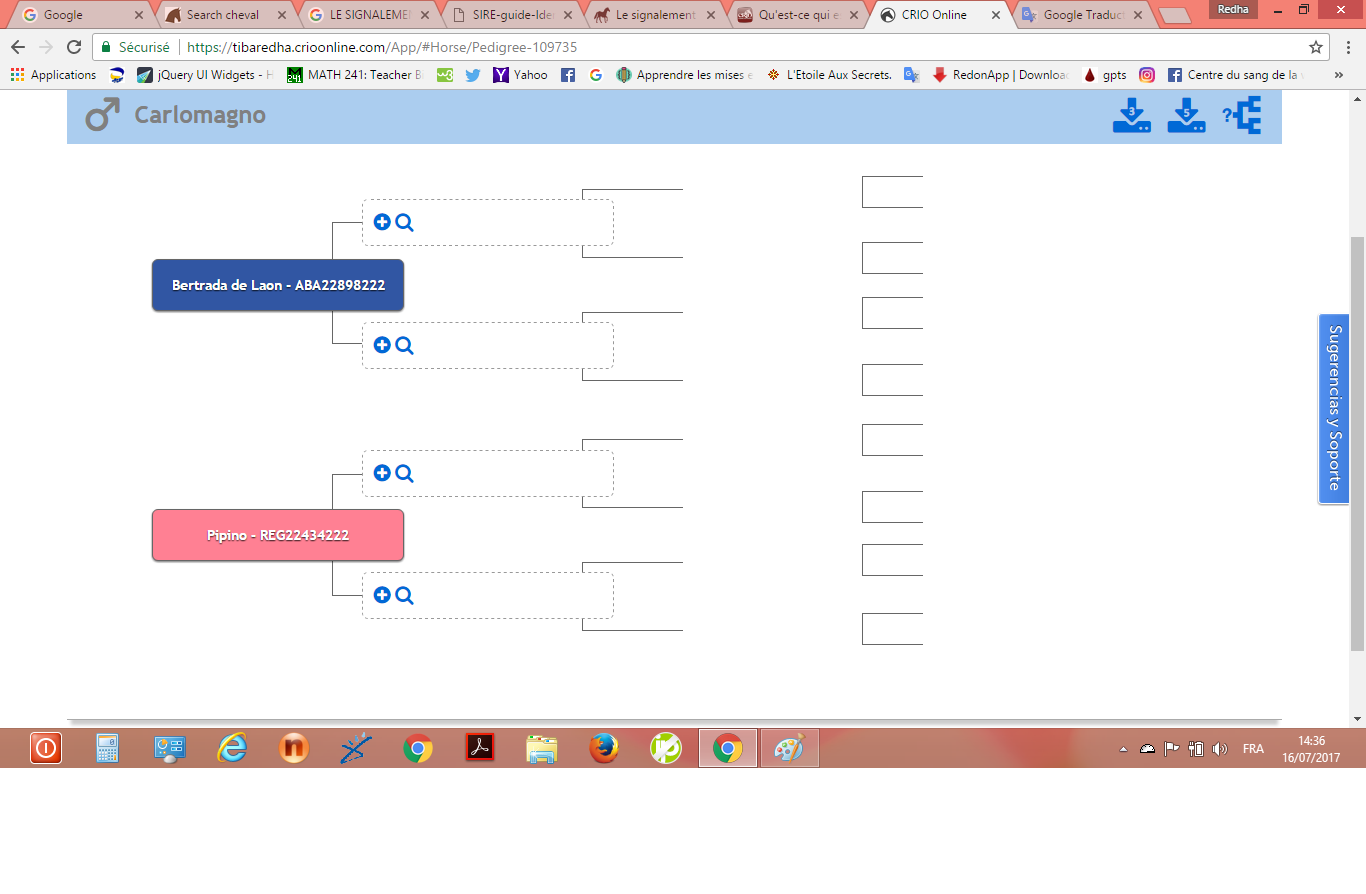 Google
Search cheval
LE SIGNALEME
SIRE-guide-Ide
Le signalement
Qu'est-ce qui e
CRIO Online
Google Traduct
Redha
Sécurisé
https://tibaredha.crioonline.com/App/#Horse/Pedigree-109735
Applications
jQuery UI Widgets - H
MATH 241: Teacher B
Yahoo
Apprendre les mises e
L'Etoile Aux Secrets.
RedonApp | Downloa
gpts
Centre du sang de la
»
Carlomagno
3
5
?
Bertrada de Laon - ABA22898222
Pipino - REG22434222
Sugerencias y Soporte
FRA
14:36
16/07/2017